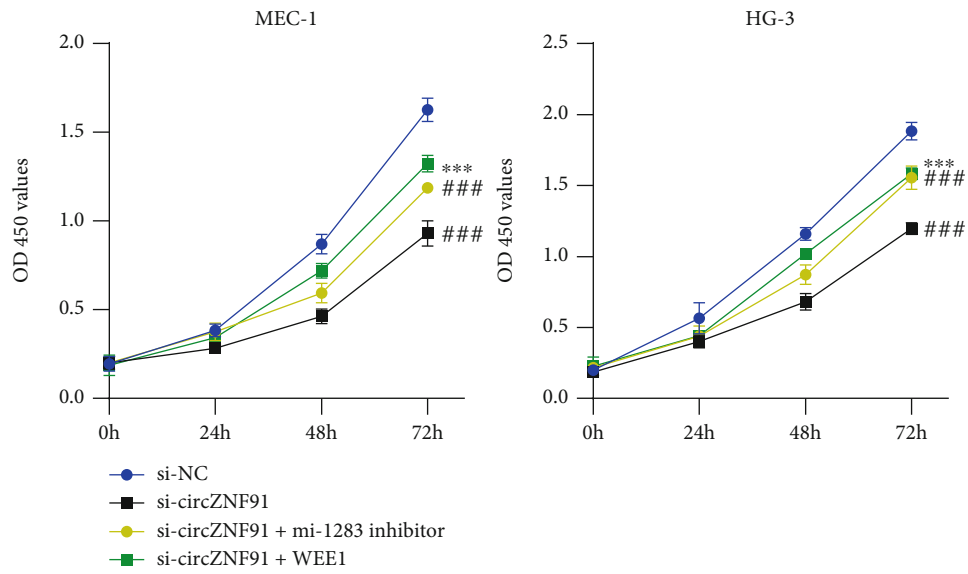 MEC-1
2.0
1.5
1.0
0.5
0.0
OD 450 values
***
###
###
0h
24h
48h
72h
HG-3
2.5
2.0
1.5
1.0
0.5
0.0
OD 450 values
***
###
###
0h
24h
48h
72h
si-NC
si-circZNF91
si-circZNF91 + mi-1283 inhibitor
si-circZNF91 + WEE1